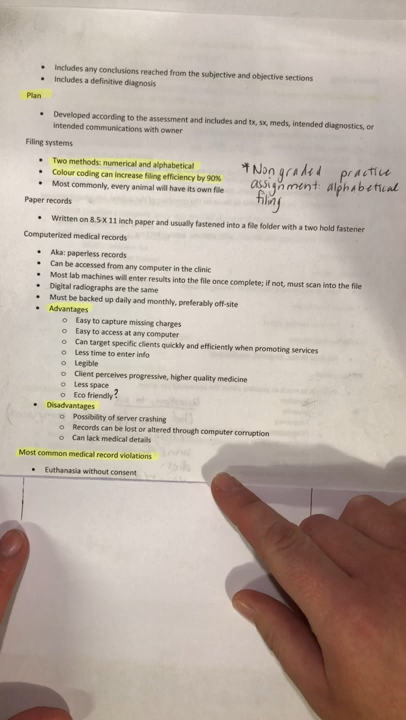 • Includes any conclusions reached from the subjective and objective sections
• Includes a definitive diagnosis
Plan
• Developed according to the assessment and includes and tx, sx, meds, intended diagnostics, or
intended communications with owner
Filing systems
• Two methods: numerical and alphabetical
• Colour coding can increase filing efficiency by 90%
• Most commonly, every animal will have its own file
*Non graded practice
assignment: alphabetical
filing
Paper records
• Written on 8.5 X 11 inch paper and usually fastened into a file folder with a two hold fastener
Computerized medical records
• Aka: paperless records
• Can be accessed from any computer in the clinic
• Most lab machines will enter results into the file once complete; if not, must scan into the file
• Digital radiographs are the same
• Must be backed up daily and monthly, preferably off-site
• Advantages
o Easy to capture missing charges
o Easy to access at any computer
o Can target specific clients quickly and efficiently when promoting services
o Less time to enter info
o Legible
o Client perceives progressive, higher quality medicine
o Less space
o Eco friendly?
• Disadvantages
o Possibility of server crashing
o Records can be lost or altered through computer corruption
o Can lack medical details
Most common medical record violations
• Euthanasia without consent